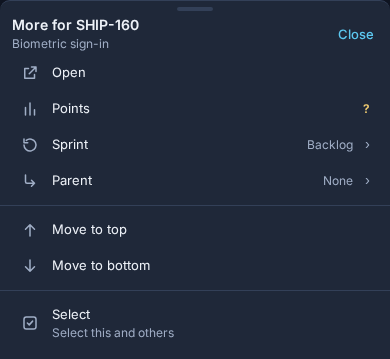 More for SHIP-160
Close
Biometric sign-in
Open
Points ?
Sprint Backlog ›
Parent None ›
Move to top
Move to bottom
Select
Select this and others